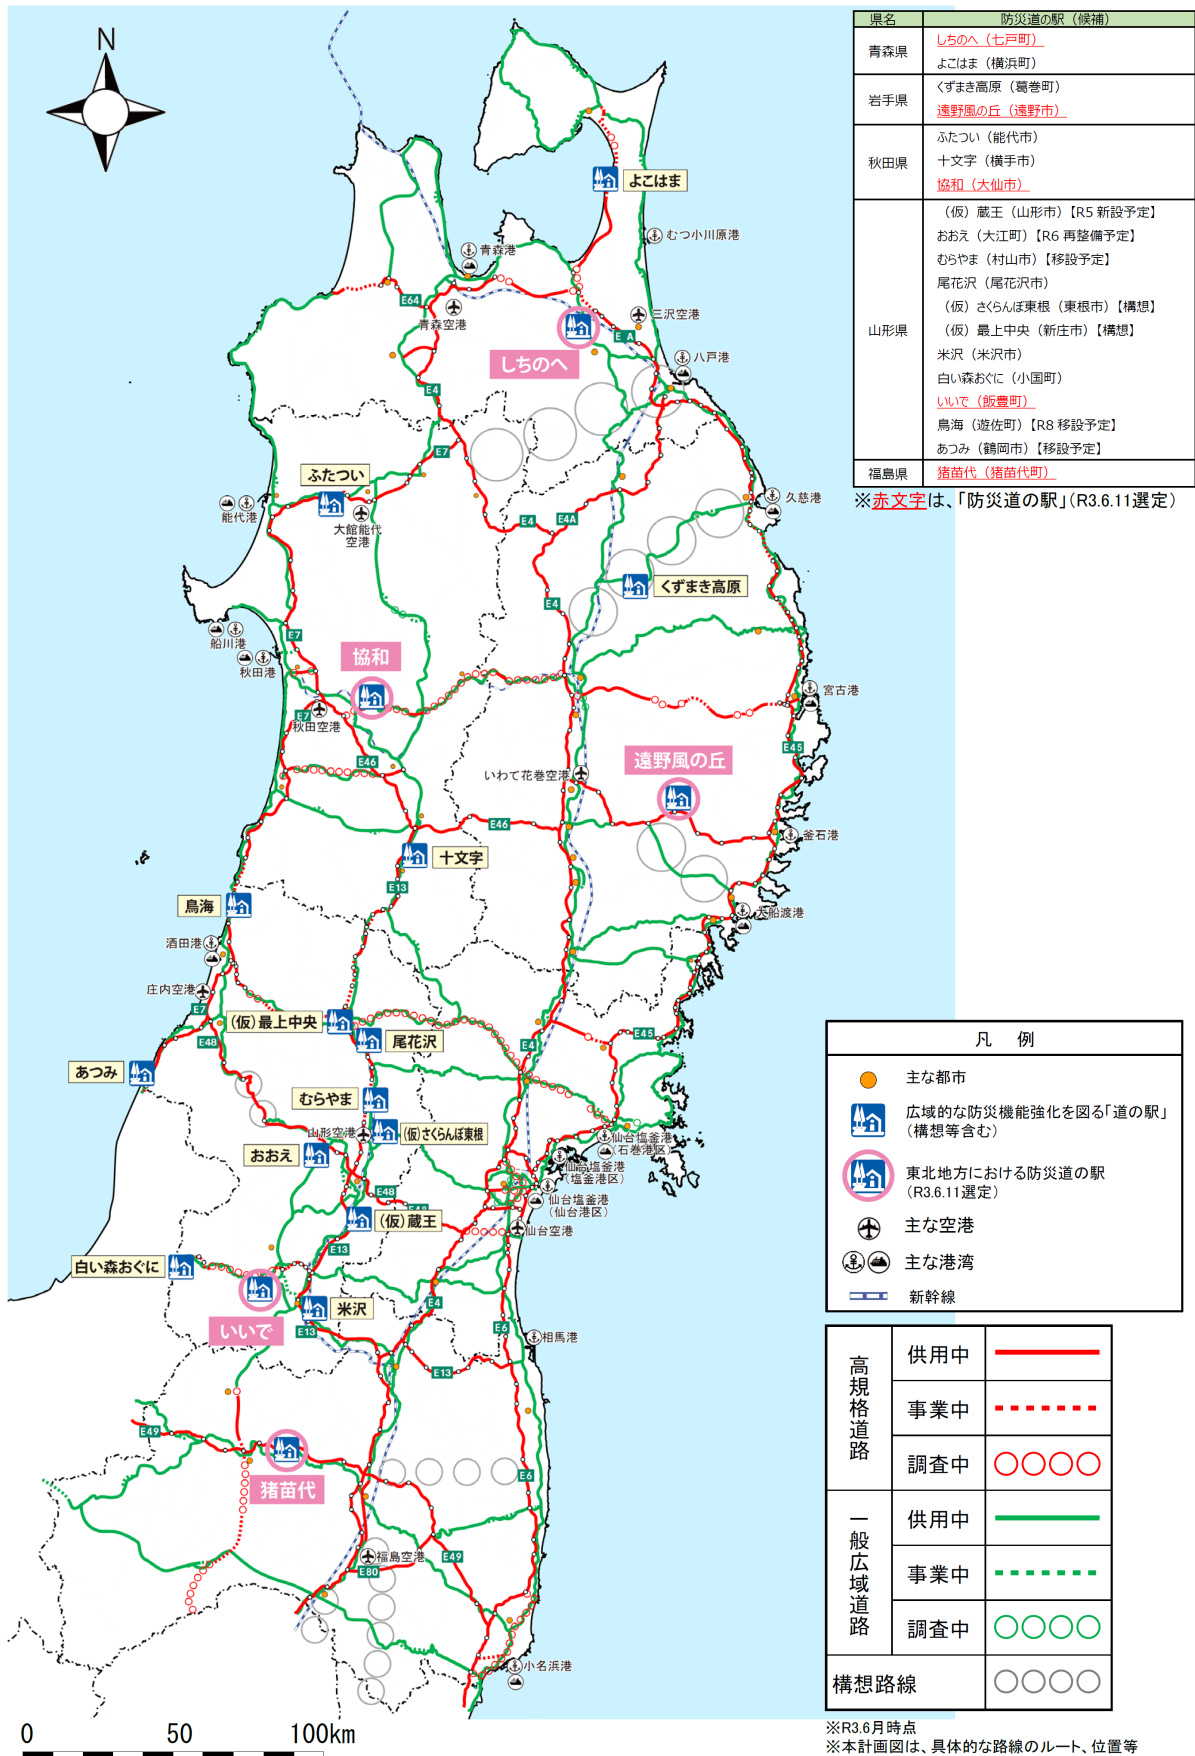 県名 防災道の駅（候補）
青森県
しちのへ（七戸町）
よこはま（横浜町）
岩手県
くずまき高原（葛巻町）
遠野風の丘（遠野市）
秋田県
ふたつい（能代市）
十文字（横手市）
協和（大仙市）
山形県
（仮）蔵王（山形市）【R5 新設予定】
おおえ（大江町）【R6 再整備予定】
むらやま（村山市）【移設予定】
尾花沢（尾花沢市）
（仮）さくらんぼ東根（東根市）【構想】
（仮）最上中央（新庄市）【構想】
米沢（米沢市）
白い森おぐに（小国町）
いいで（飯豊町）
鳥海（遊佐町）【R8 移設予定】
あつみ（鶴岡市）【移設予定】
福島県
猪苗代（猪苗代町）
※赤文字は、「防災道の駅」（R3.6.11選定）
N
よこはま
むつ小川原港
青森港
E64
青森空港
三沢空港
E A
しちのへ
八戸港
E4
E7
ふたつい
能代港
大館能代
空港
久慈港
E4
E4A
くずまき高原
E4
船川港
E7
秋田港
協和
宮古港
E7
秋田空港
E45
E46
遠野風の丘
いわて花巻空港
E46
釜石港
十文字
E13
鳥海
大船渡港
酒田港
庄内空港
E7
(仮)最上中央
E48
尾花沢
E45
E4
あつみ
むらやま
山形空港
(仮)さくらんぼ東根
おおえ
仙台塩釜港
（石巻港区）
仙台塩釜港
（塩釜港区）
E48
仙台塩釜港
（仙台港区）
E48
(仮)蔵王
仙台空港
E13
白い森おぐに
いいで
米沢
E13
E4
E6
相馬港
E13
E49
猪苗代
E6
福島空港
E49
E80
小名浜港
凡 例
主な都市
広域的な防災機能強化を図る「道の駅」
（構想等含む）
東北地方における防災道の駅
（R3.6.11選定）
主な空港
主な港湾
新幹線
高規格道路
供用中
事業中
調査中
一般広域道路
供用中
事業中
調査中
構想路線
0 50 100km
※R3.6月時点
※本計画図は、具体的な路線のルート、位置等